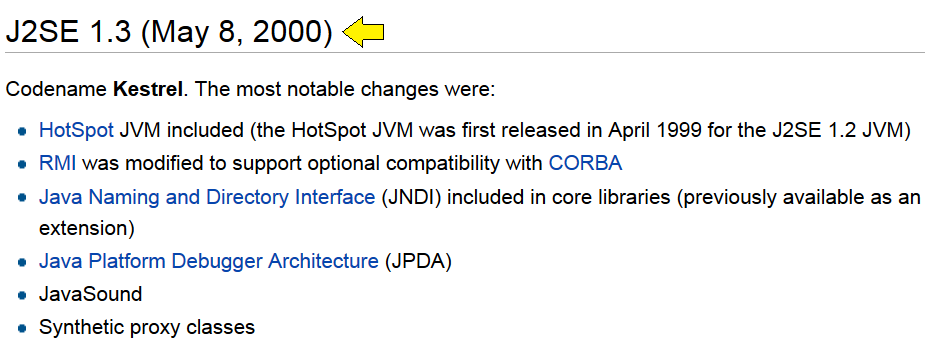 J2SE 1.3 (May 8, 2000)
Codename Kestrel. The most notable changes were:
HotSpot JVM included (the HotSpot JVM was first released in April 1999 for the J2SE 1.2 JVM)
RMI was modified to support optional compatibility with CORBA
Java Naming and Directory Interface (JNDI) included in core libraries (previously available as an
extension)
Java Platform Debugger Architecture (JPDA)
JavaSound
Synthetic proxy classes